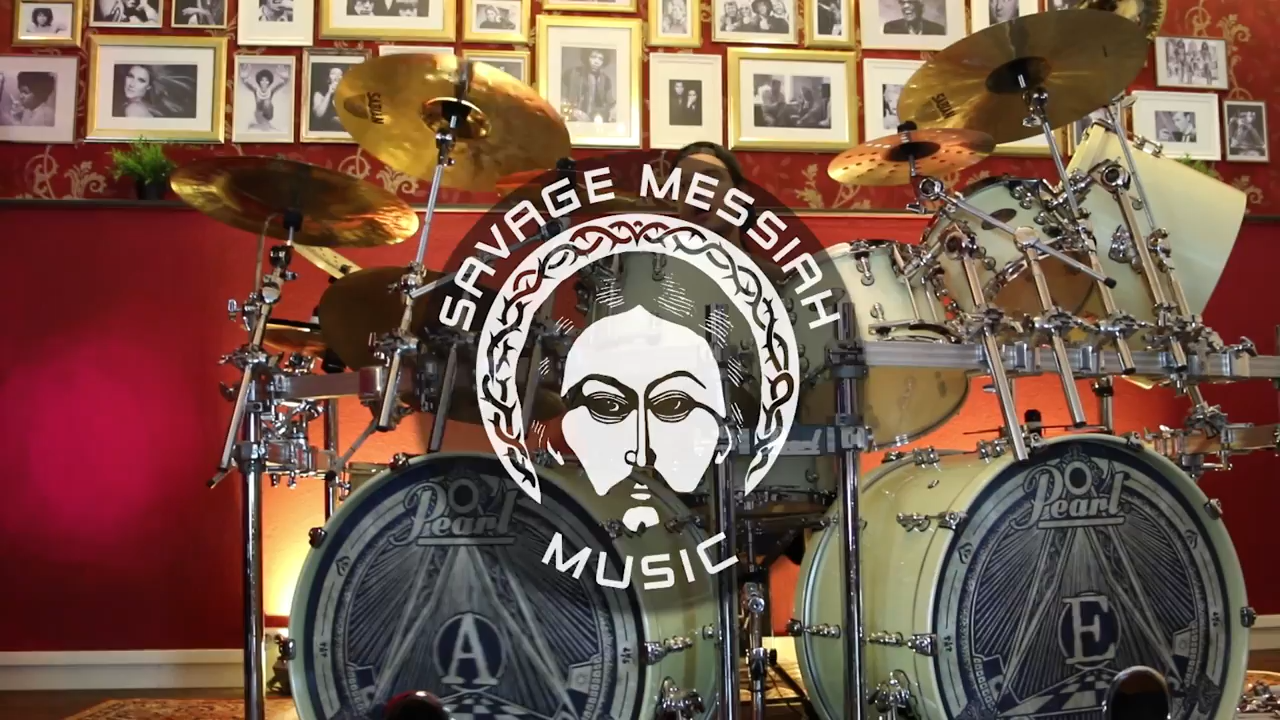 SABIAN
SABIAN
SAVAGE MESSIAH
MUSIC
Pearl
Pearl
A
E